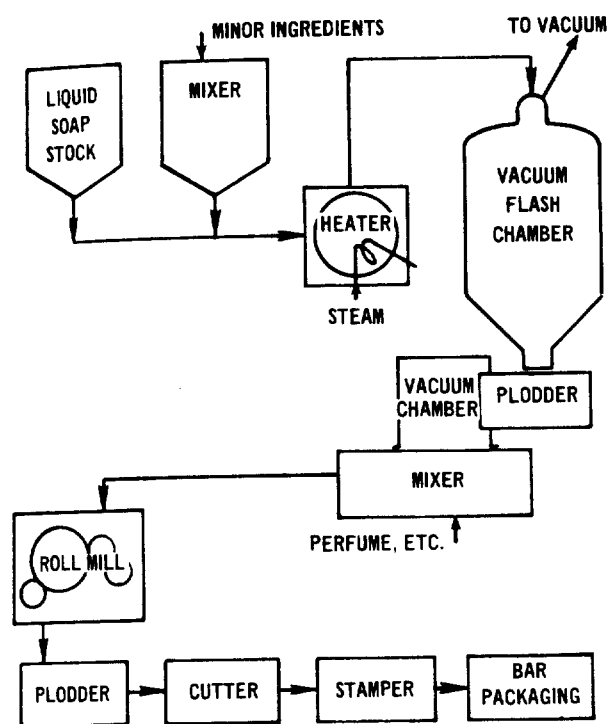 MINOR INGREDIENTS
TO VACUUM
LIQUID
SOAP
STOCK
MIXER
VACUUM
FLASH
CHAMBER
HEATER
STEAM
VACUUM
CHAMBER
PLODDER
MIXER
PERFUME, ETC.
ROLL MILL
PLODDER
CUTTER
STAMPER
BAR
PACKAGING